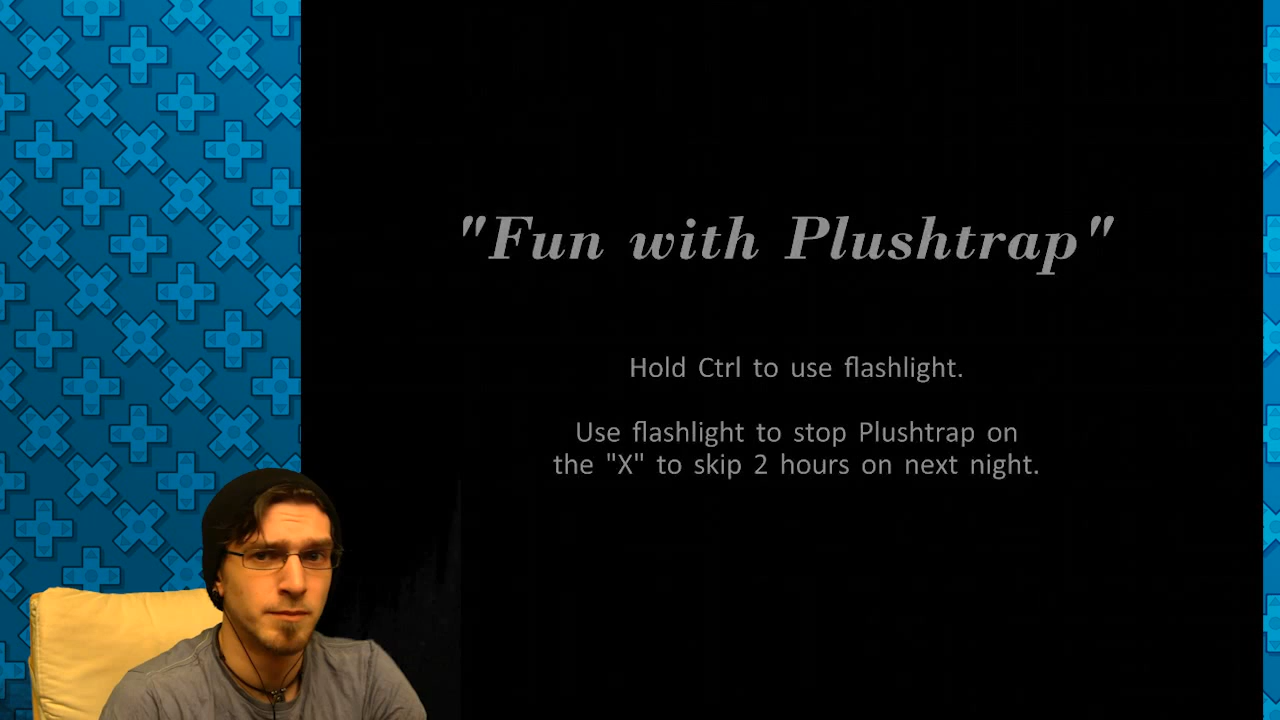 "Fun with Plushtrap"
Hold Ctrl to use flashlight.
Use flashlight to stop Plushtrap on
the "X" to skip 2 hours on next night.